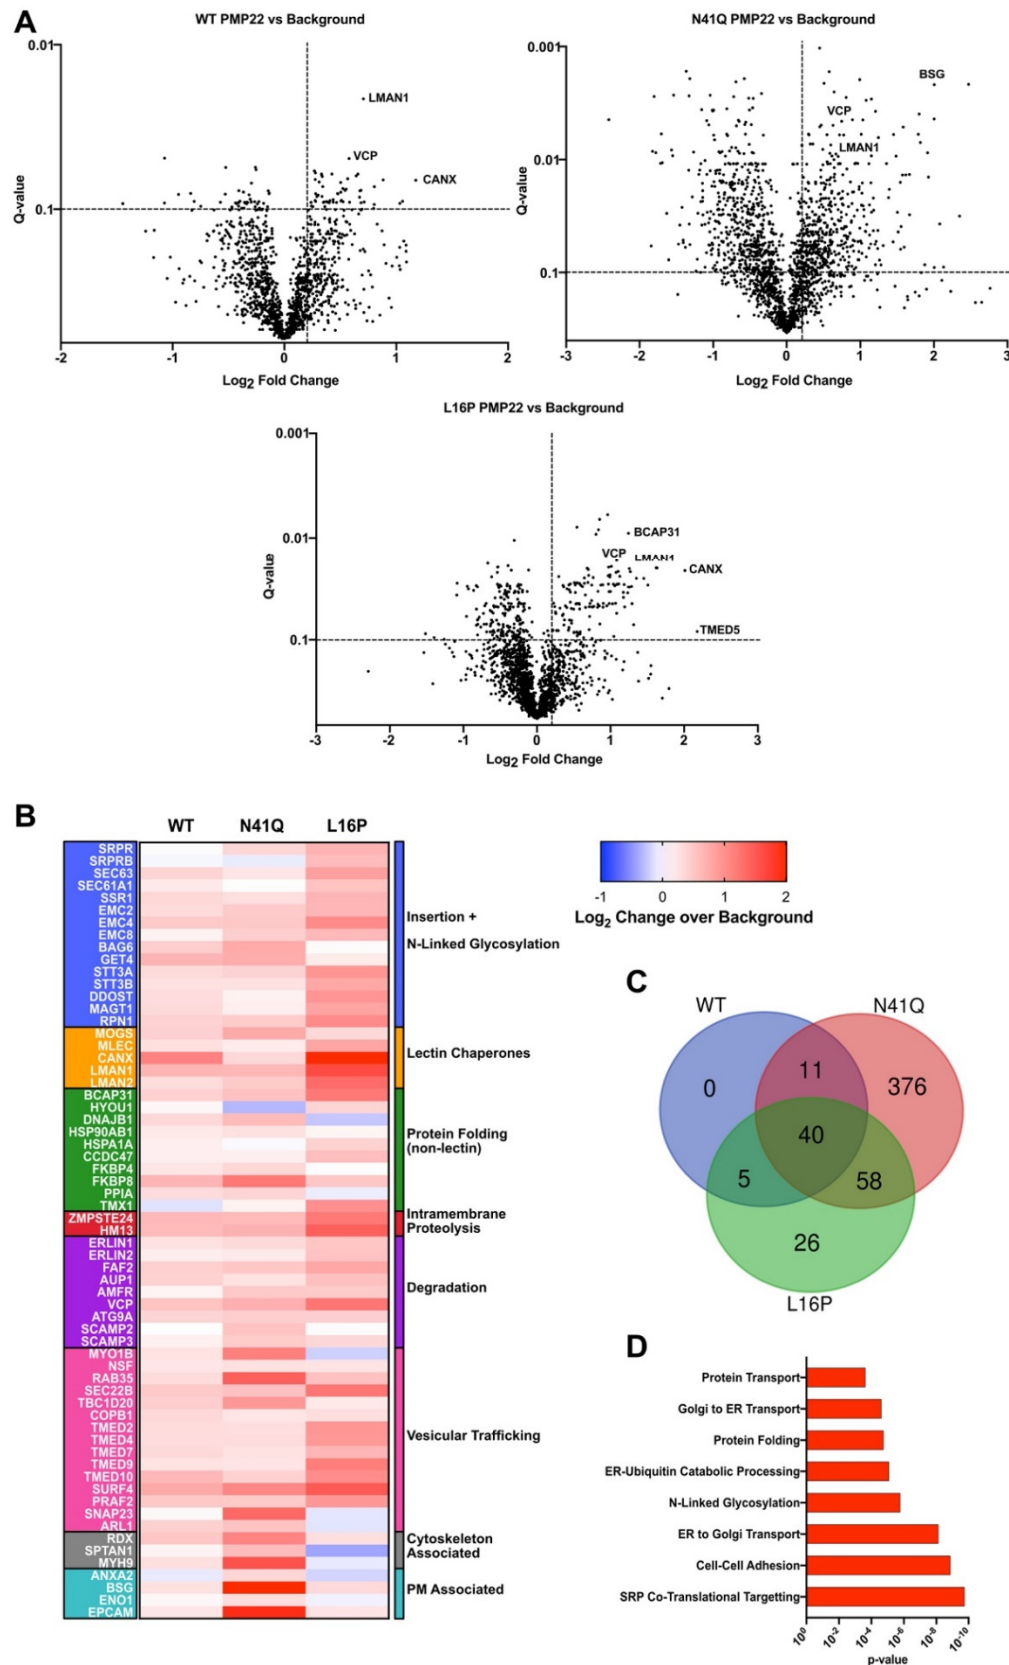 A
WT PMP22 vs Background
0.01
0.1
Q-value
LMAN1
VCP
CANX
-2 -1 0 1 2
Log2 Fold Change
N41Q PMP22 vs Background
0.001
0.01
0.1
Q-value
BSG
VCP
LMAN1
-3 -2 -1 0 1 2 3
Log2 Fold Change
L16P PMP22 vs Background
0.001
0.01
0.1
Q-value
BCAP31
VCP LMAN1
CANX
TMED5
-3 -2 -1 0 1 2 3
Log2 Fold Change
B
WT N41Q L16P
SRPR
SRPRB
SEC63
SEC61A1
SSR1
EMC2
EMC4
EMC8
BAG6
GET4
STT3A
STT3B
DDOST
MAGT1
RPN1
MOGS
MLEC
CANX
LMAN1
LMAN2
BCAP31
HYOU1
DNAJB1
HSP90AB1
HSPA1A
CCDC47
FKBP4
FKBP8
PPIA
TMX1
ZMPSTE24
HM13
ERLIN1
ERLIN2
FAF2
AUP1
AMFR
VCP
ATG9A
SCAMP2
SCAMP3
MYO1B
NSF
RAB35
SEC22B
TBC1D20
COPB1
TMED2
TMED4
TMED7
TMED9
TMED10
SURF4
PRAF2
SNAP23
ARL1
RDX
SPTAN1
MYH9
ANXA2
BSG
ENO1
EPCAM
Insertion +
N-Linked Glycosylation
Lectin Chaperones
Protein Folding
(non-lectin)
Intramembrane
Proteolysis
Degradation
Vesicular Trafficking
Cytoskeleton
Associated
PM Associated
-1 0 1 2
Log2 Change over Background
C
WT
N41Q
0
11
376
40
5
58
26
L16P
D
Protein Transport
Golgi to ER Transport
Protein Folding
ER-Ubiquitin Catabolic Processing
N-Linked Glycosylation
ER to Golgi Transport
Cell-Cell Adhesion
SRP Co-Translational Targetting
10^0 10^-2 10^-4 10^-6 10^-8 10^-10
p-value